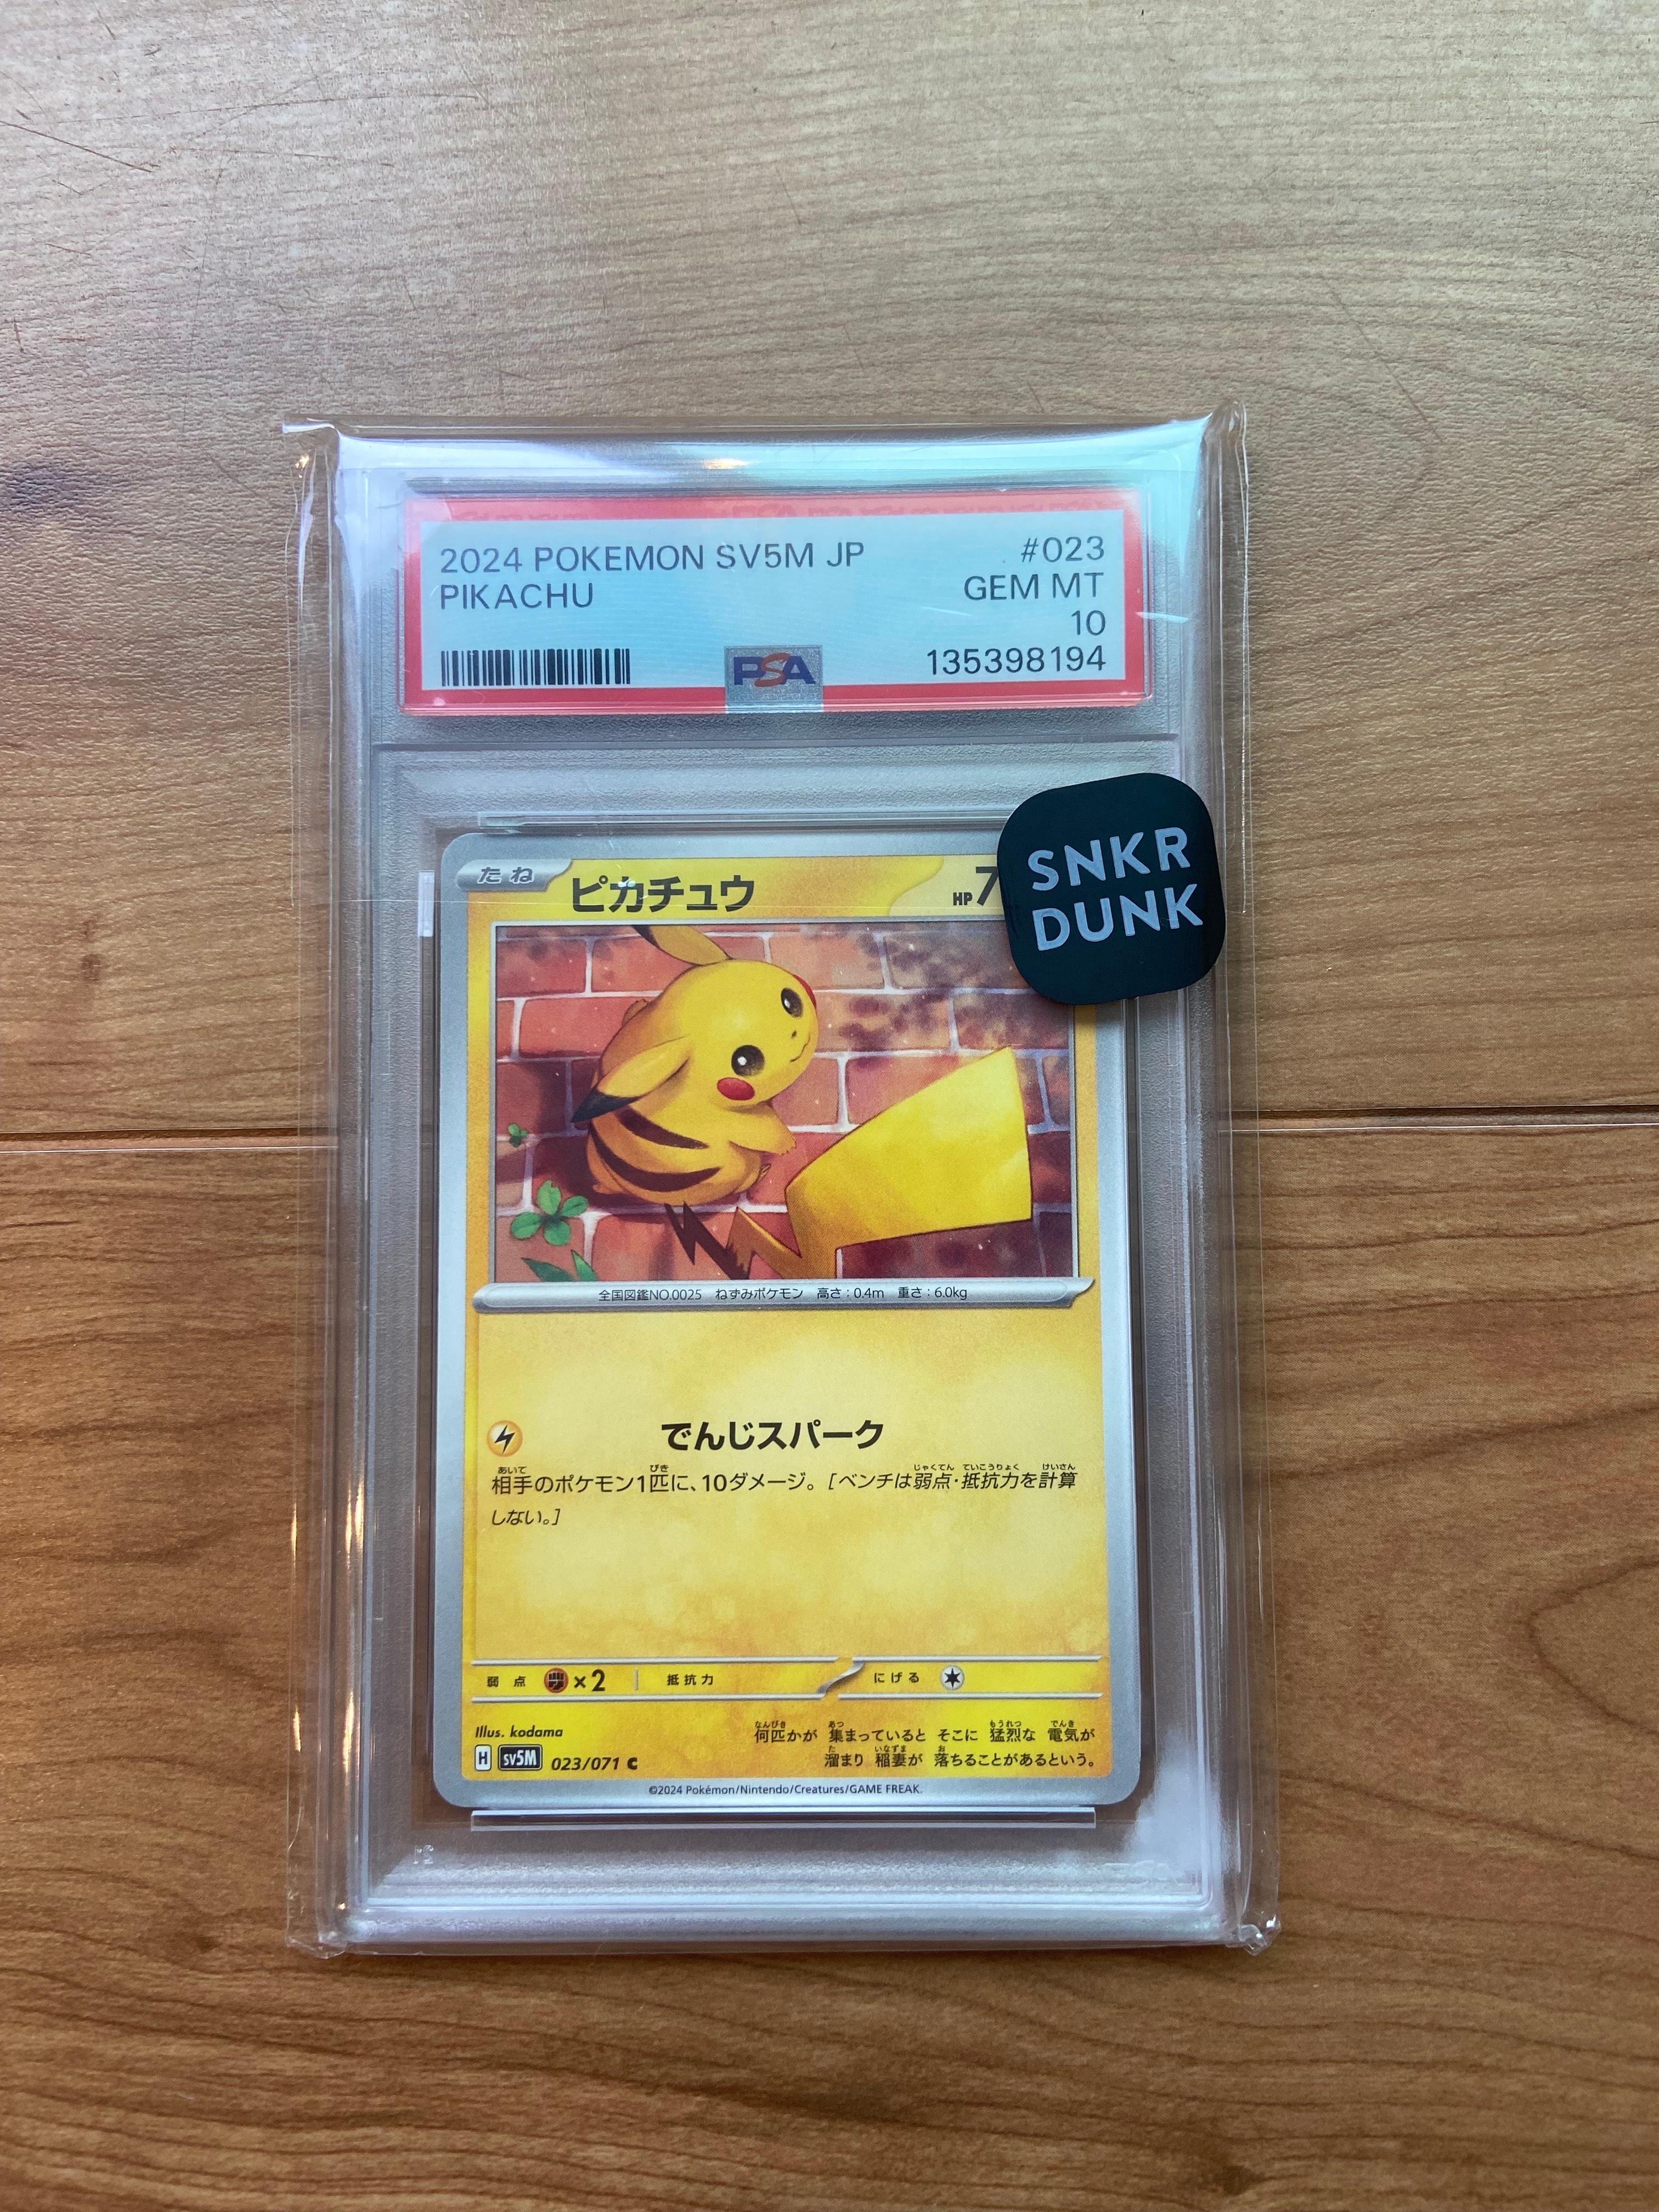 2024 POKEMON SV5M JP #023
PIKACHU GEM MT
10
PSA 135398194
たね ピカチュウ HP 7
SNKR
DUNK
全国図鑑NO.0025 ねずみポケモン 高さ:0.4m 重さ:6.0kg
でんじスパーク
相手のポケモン1匹に、10ダメージ。[ベンチは弱点・抵抗力を計算
しない。]
弱点 ×2 抵抗力 にげる
Illus. kodama
何匹かが 集まっていると そこに 猛烈な 電気が
溜まり 稲妻が 落ちることがあるという。
H SV5M 023/071 C
©2024 Pokémon/Nintendo/Creatures/GAME FREAK.